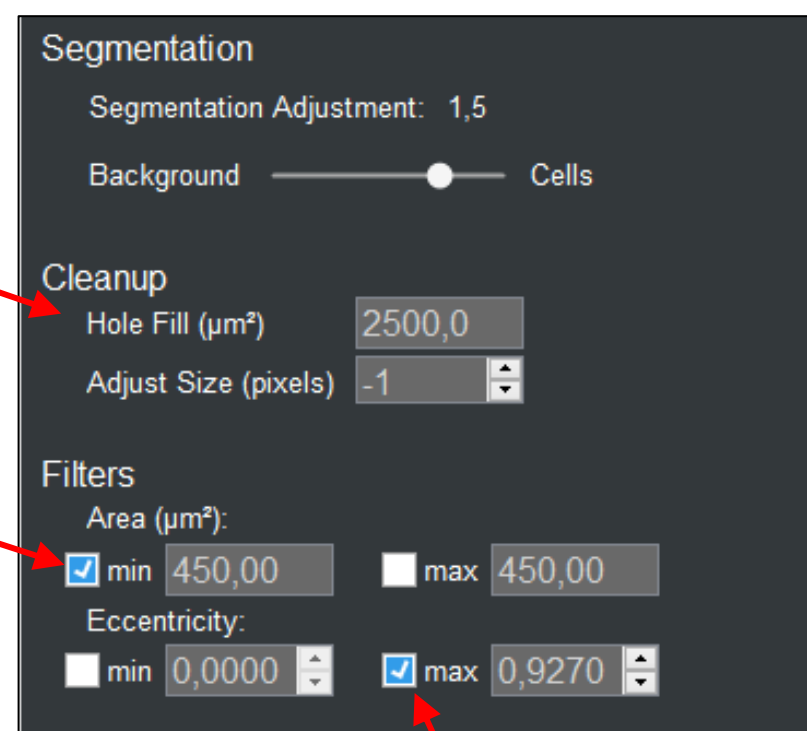 Segmentation
Segmentation Adjustment: 1,5
Background Cells
Cleanup
Hole Fill (µm²) 2500,0
Adjust Size (pixels) -1
Filters
Area (µm²):
min 450,00 max 450,00
Eccentricity:
min 0,0000 max 0,9270